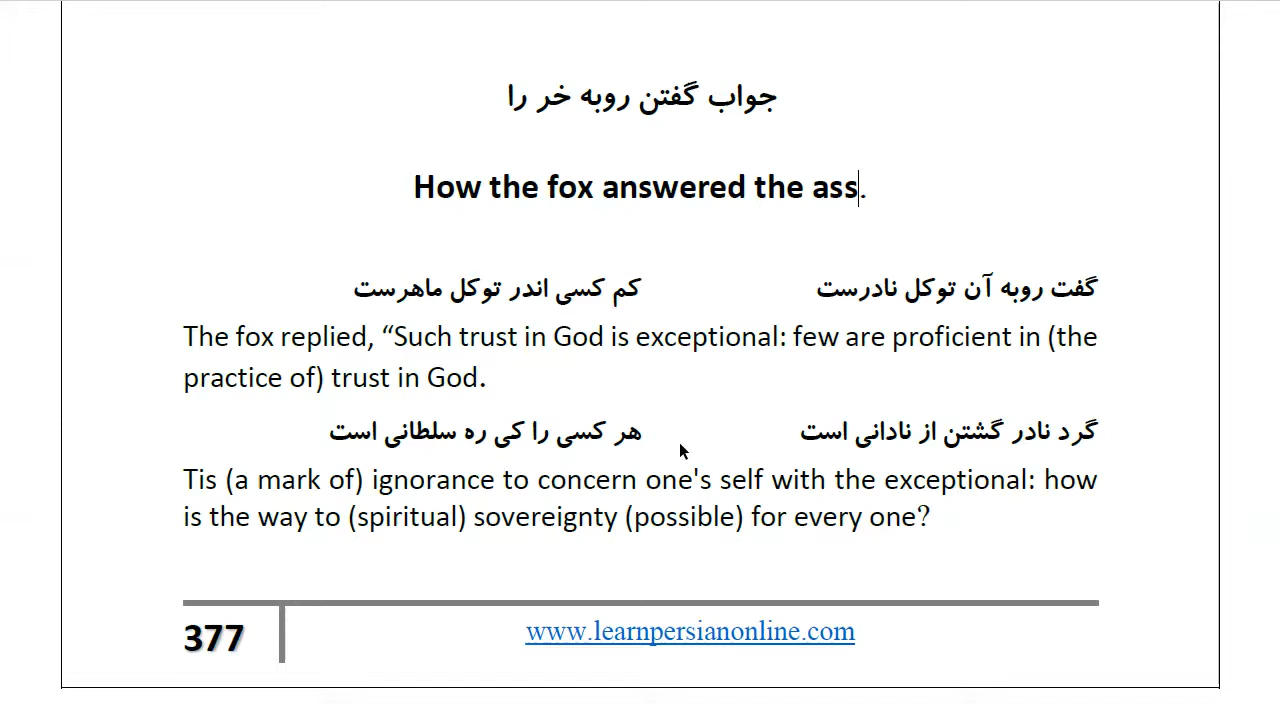 جواب گفتن روبه خر را
How the fox answered the ass.
گفت روبه آن توکل نادرست کم کسی اندر توکل ماهرست
The fox replied, “Such trust in God is exceptional: few are proficient in (the
practice of) trust in God.
گرد نادر گشتن از نادانی است هر کسی را کی ره سلطانی است
Tis (a mark of) ignorance to concern one's self with the exceptional: how
is the way to (spiritual) sovereignty (possible) for every one?
377 www.learnpersianonline.com